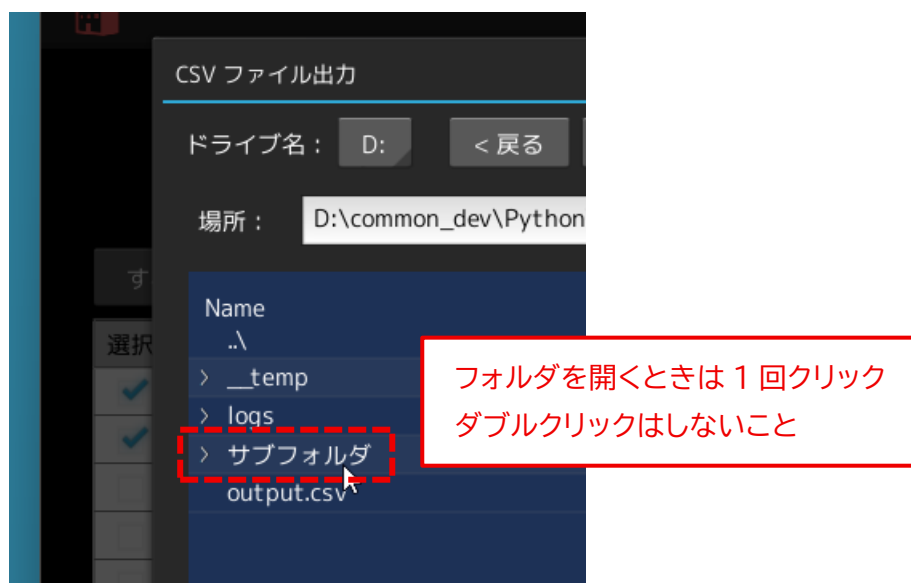 CSV ファイル出力
ドライブ名： D: < 戻る
場所： D:\common_dev\Python
す
Name
選択
..\
> __temp
フォルダを開くときは 1 回クリック
> logs
ダブルクリックはしないこと
> サブフォルダ
output.csv